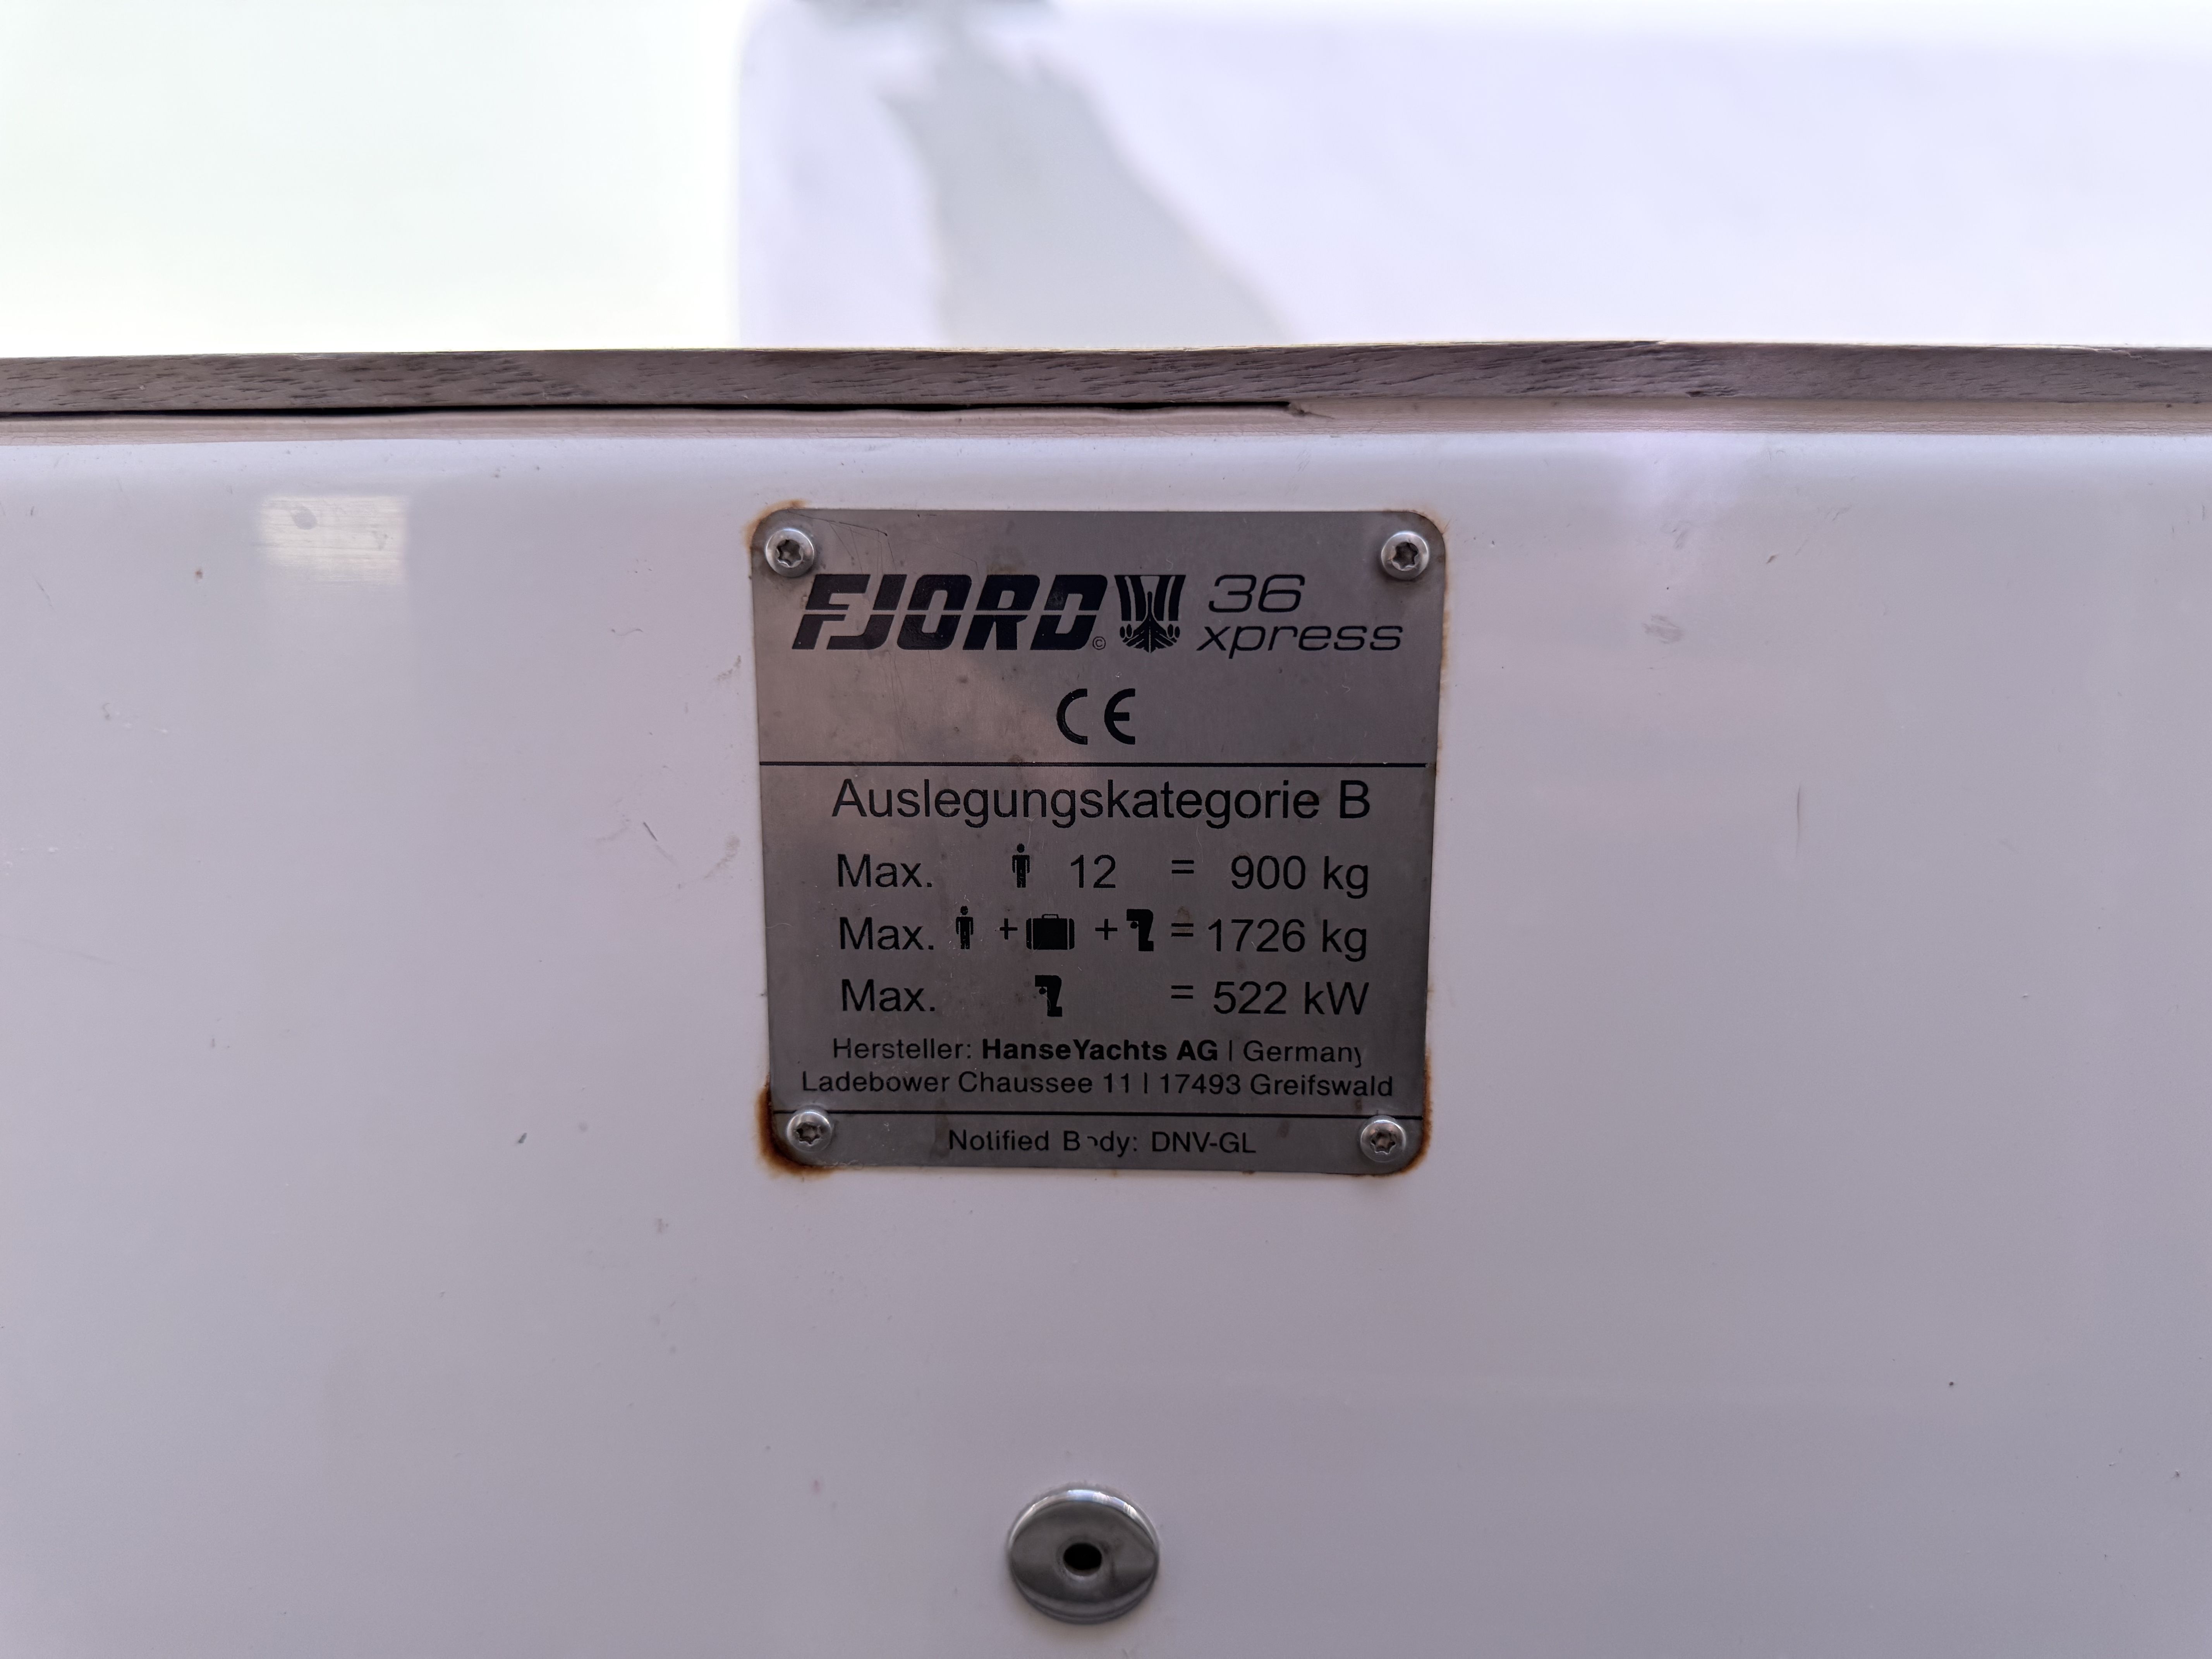 FJORD © 36
xpress
CE
Auslegungskategorie B
Max. 12 = 900 kg
Max. + + = 1726 kg
Max. = 522 kW
Hersteller: HanseYachts AG | Germany
Ladebower Chaussee 11 | 17493 Greifswald
Notified Body: DNV-GL